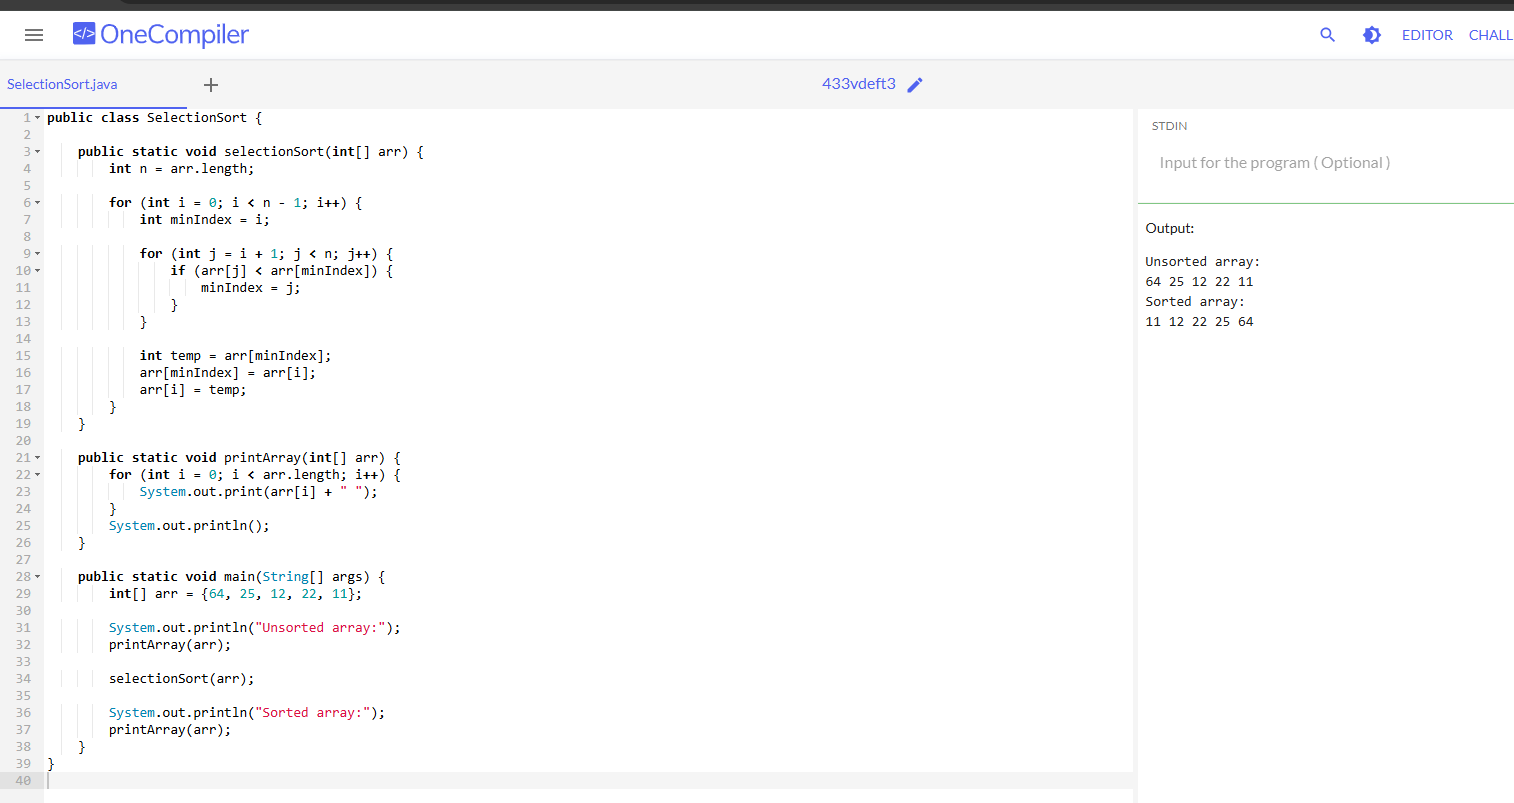 </> OneCompiler
EDITOR CHALL
SelectionSort.java + 433vdeft3
1 public class SelectionSort {
2
3     public static void selectionSort(int[] arr) {
4         int n = arr.length;
5
6         for (int i = 0; i < n - 1; i++) {
7             int minIndex = i;
8
9             for (int j = i + 1; j < n; j++) {
10                 if (arr[j] < arr[minIndex]) {
11                     minIndex = j;
12                 }
13             }
14
15             int temp = arr[minIndex];
16             arr[minIndex] = arr[i];
17             arr[i] = temp;
18         }
19     }
20
21     public static void printArray(int[] arr) {
22         for (int i = 0; i < arr.length; i++) {
23             System.out.print(arr[i] + " ");
24         }
25         System.out.println();
26     }
27
28     public static void main(String[] args) {
29         int[] arr = {64, 25, 12, 22, 11};
30
31         System.out.println("Unsorted array:");
32         printArray(arr);
33
34         selectionSort(arr);
35
36         System.out.println("Sorted array:");
37         printArray(arr);
38     }
39 }
40
STDIN
Input for the program ( Optional )
Output:
Unsorted array:
64 25 12 22 11
Sorted array:
11 12 22 25 64